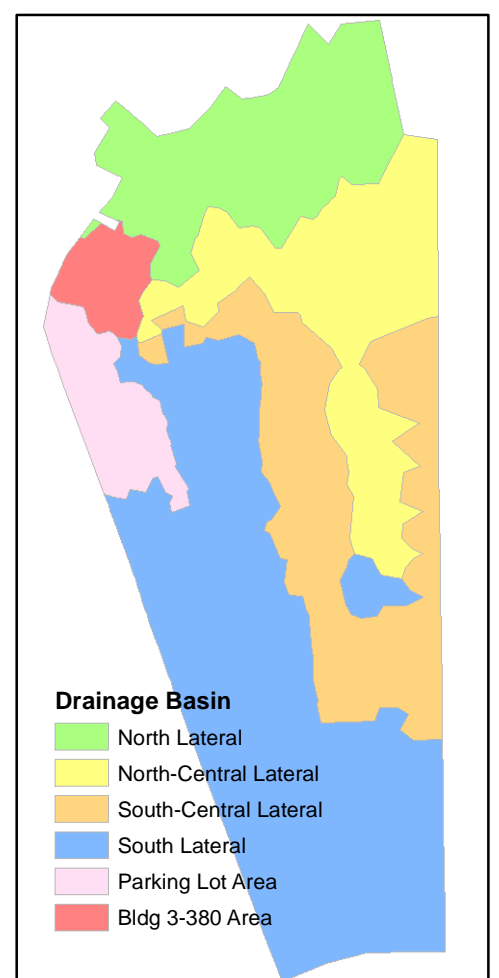 Drainage Basin
North Lateral
North-Central Lateral
South-Central Lateral
South Lateral
Parking Lot Area
Bldg 3-380 Area